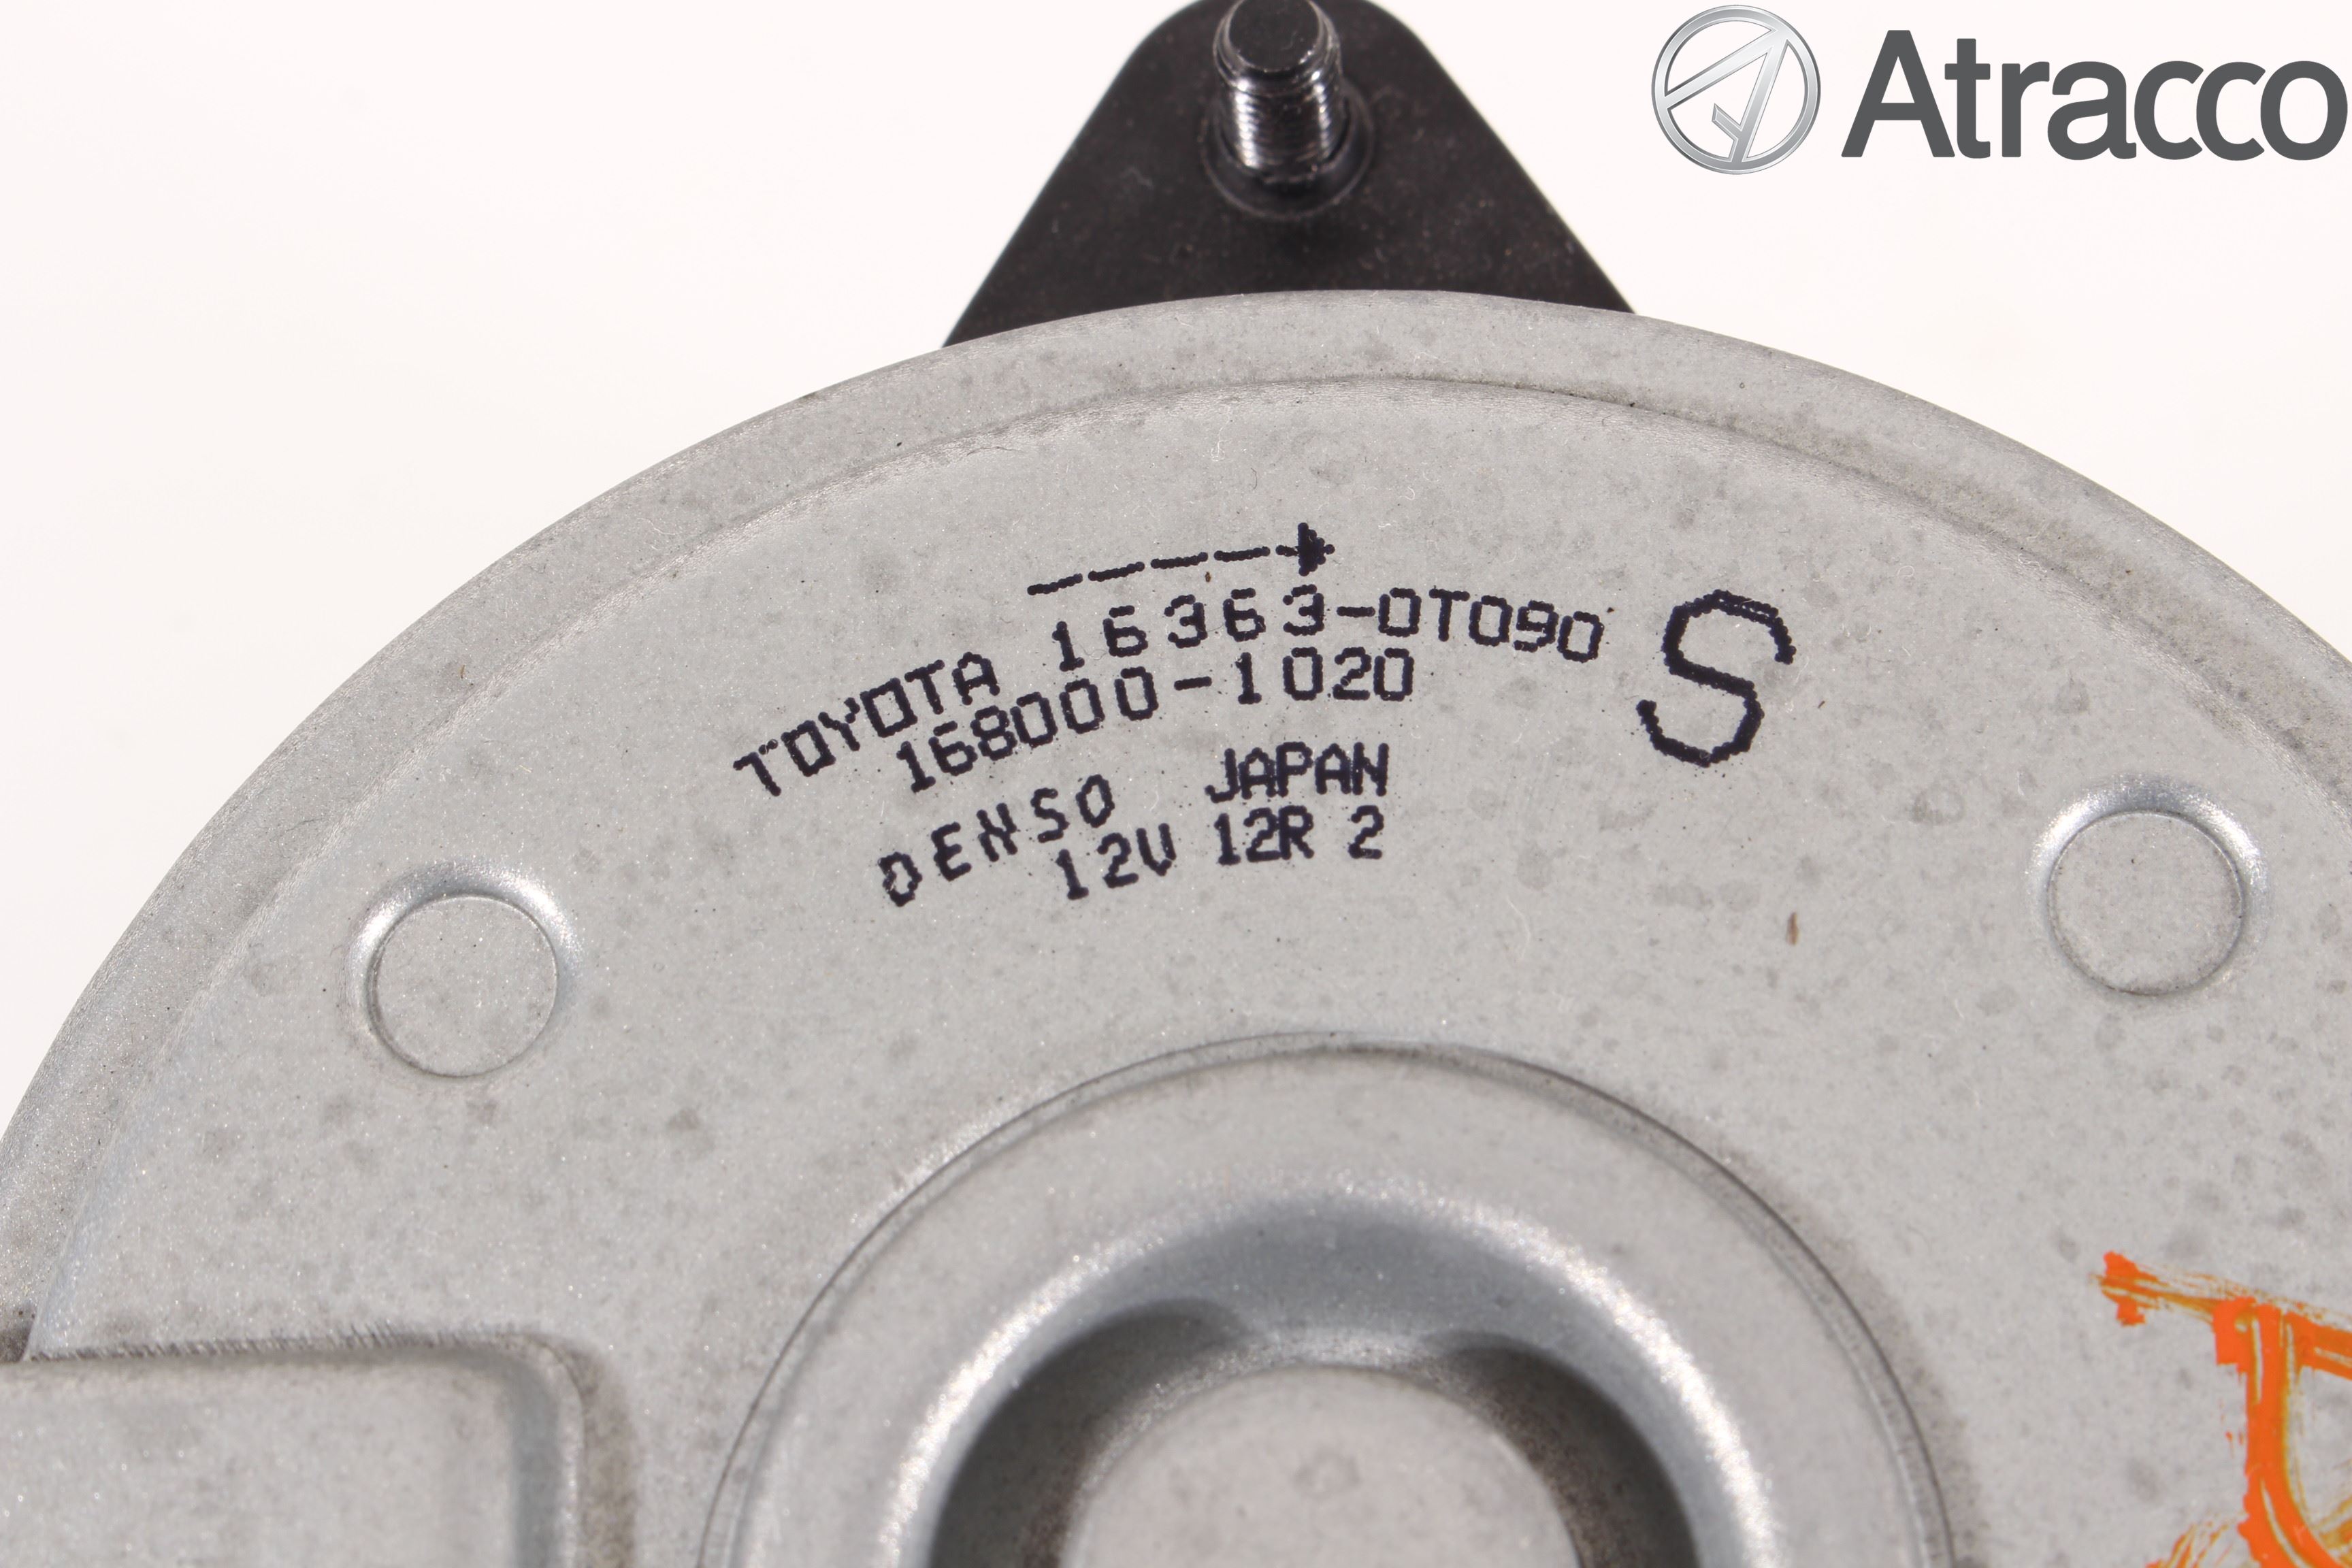 Atracco
TOYOTA 16363-0T090 S
168000-1020
DENSO JAPAN
12V 12R 2